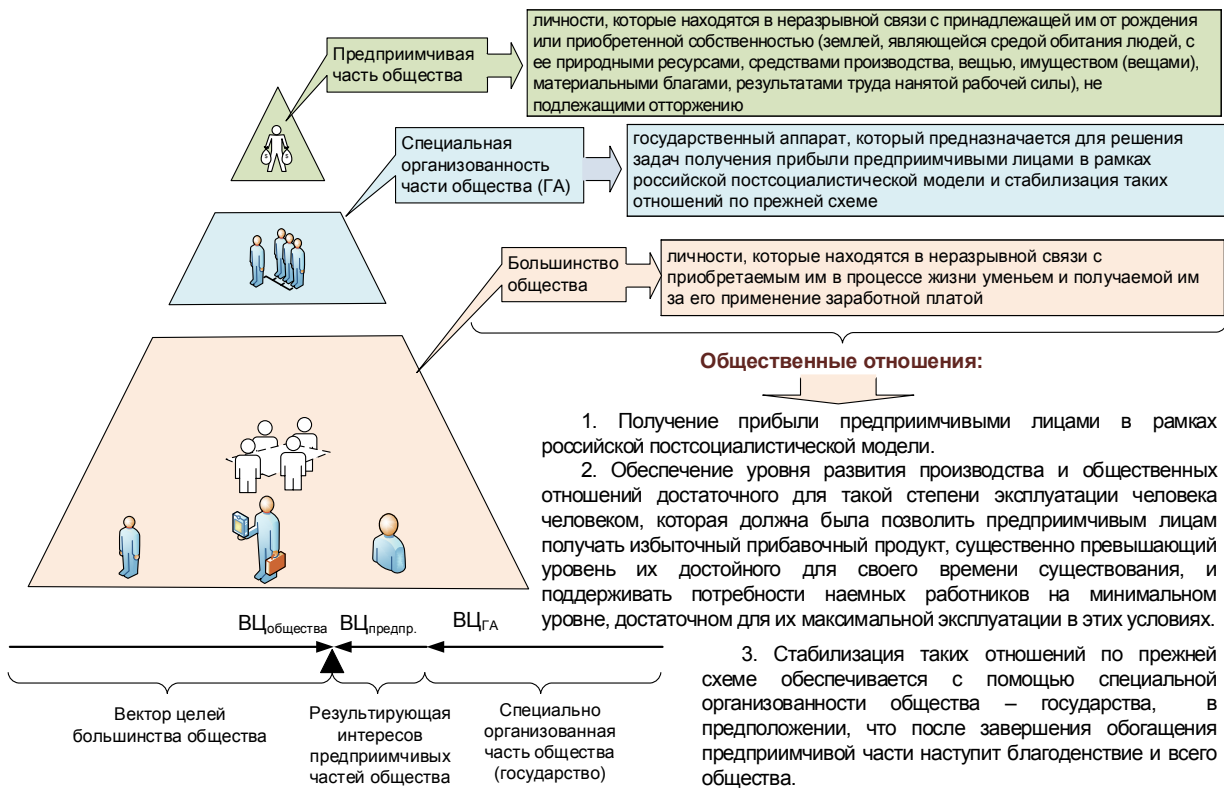 Предприимчивая
часть общества
личности, которые находятся в неразрывной связи с принадлежащей им от рождения
или приобретенной собственностью (землей, являющейся средой обитания людей, с
ее природными ресурсами, средствами производства, вещью, имуществом (вещами),
материальными благами, результатами труда нанятой рабочей силы), не
подлежащими отторжению
Специальная
организованность
части общества (ГА)
государственный аппарат, который предназначается для решения
задач получения прибыли предприимчивыми лицами в рамках
российской постсоциалистической модели и стабилизация таких
отношений по прежней схеме
Большинство
общества
личности, которые находятся в неразрывной связи с
приобретаемым им в процессе жизни уменьем и получаемой им
за его применение заработной платой
Общественные отношения:
1. Получение прибыли предприимчивыми лицами в рамках
российской постсоциалистической модели.
2. Обеспечение уровня развития производства и общественных
отношений достаточного для такой степени эксплуатации человека
человеком, которая должна была позволить предприимчивым лицам
получать избыточный прибавочный продукт, существенно превышающий
уровень их достойного для своего времени существования, и
поддерживать потребности наемных работников на минимальном
уровне, достаточном для их максимальной эксплуатации в этих условиях.
3. Стабилизация таких отношений по прежней
схеме обеспечивается с помощью специальной
организованности общества – государства, в
предположении, что после завершения обогащения
предприимчивой части наступит благоденствие и всего
общества.
ВЦобщества ВЦпредпр. ВЦГА
Вектор целей
большинства общества
Результирующая
интересов
предприимчивых
частей общества
Специально
организованная
часть общества
(государство)